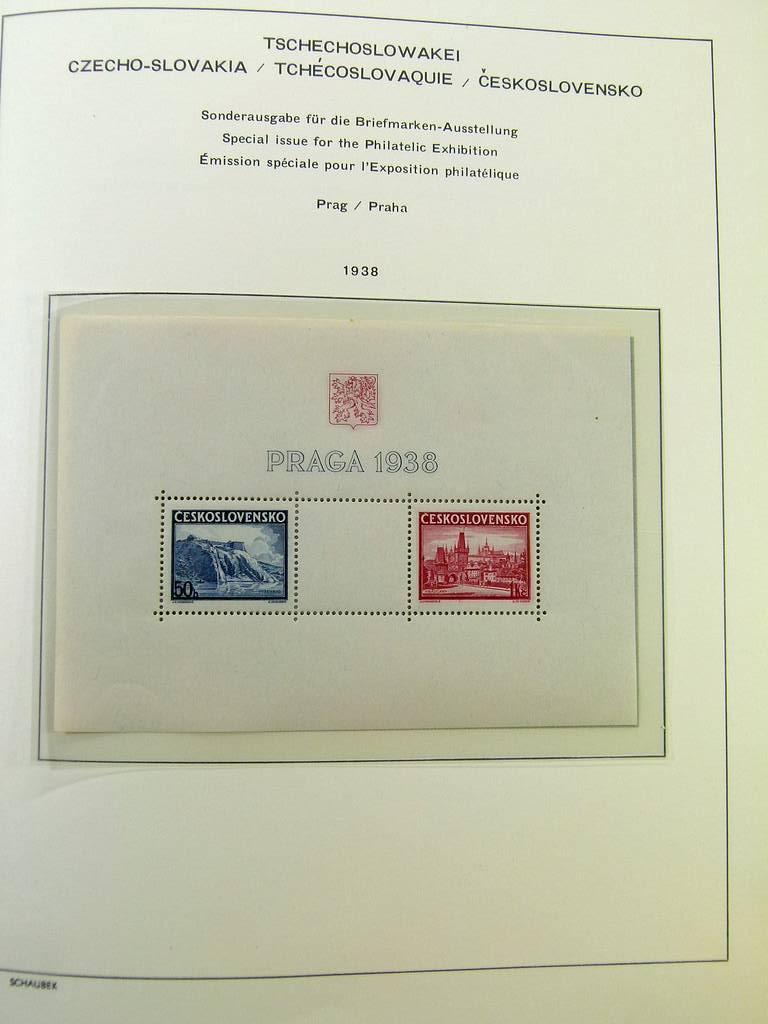 TSCHECHOSLOWAKEI
CZECHO-SLOVAKIA / TCHÉCOSLOVAQUIE / ČESKOSLOVENSKO
Sonderausgabe für die Briefmarken-Ausstellung
Special issue for the Philatelic Exhibition
Émission spéciale pour l'Exposition philatélique
Prag / Praha
1938
PRAGA 1938
ČESKOSLOVENSKO
50h
ČESKOSLOVENSKO
SCHAUBEK